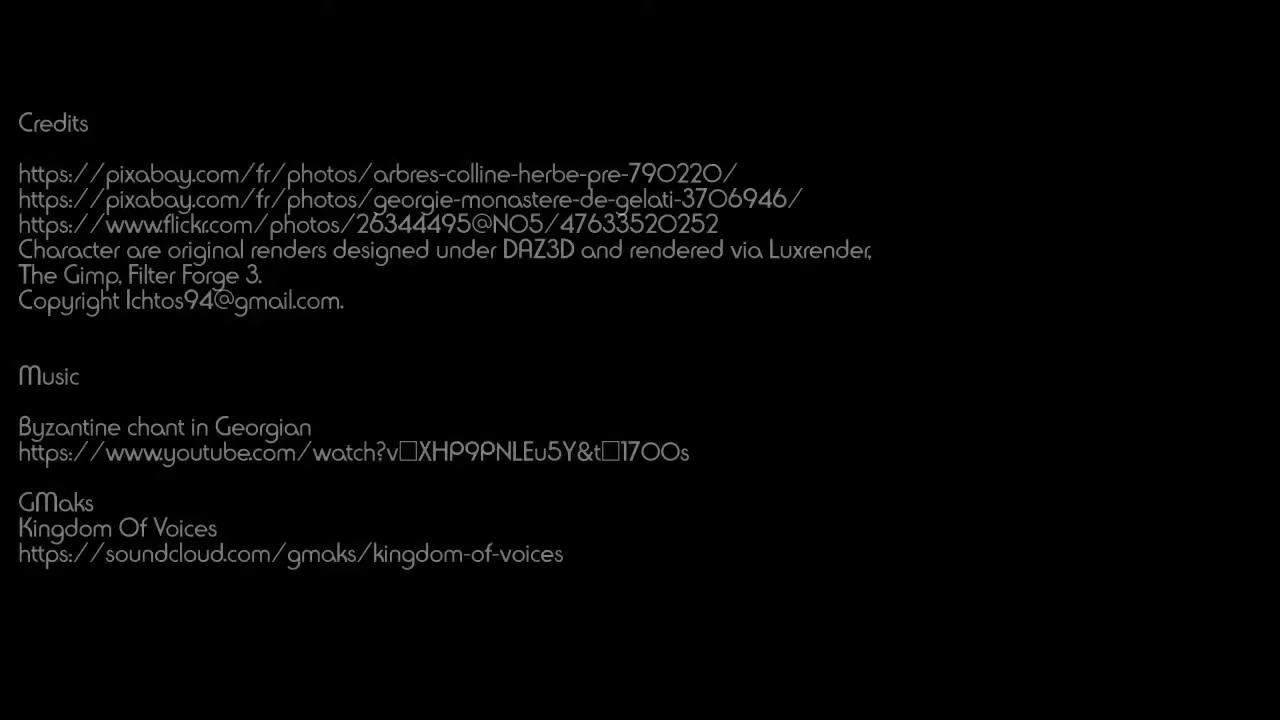 Credits
https://pixabay.com/fr/photos/arbres-colline-herbe-pre-790220/
https://pixabay.com/fr/photos/georgie-monastere-de-gelati-3706946/
https://www.flickr.com/photos/26344495@N05/47633520252
Character are original renders designed under DAZ3D and rendered via Luxrender,
The Gimp, Filter Forge 3.
Copyright Ichtos94@gmail.com.
Music
Byzantine chant in Georgian
https://www.youtube.com/watch?v□XHP9PNLEu5Y&t□1700s
GMaks
Kingdom Of Voices
https://soundcloud.com/gmaks/kingdom-of-voices